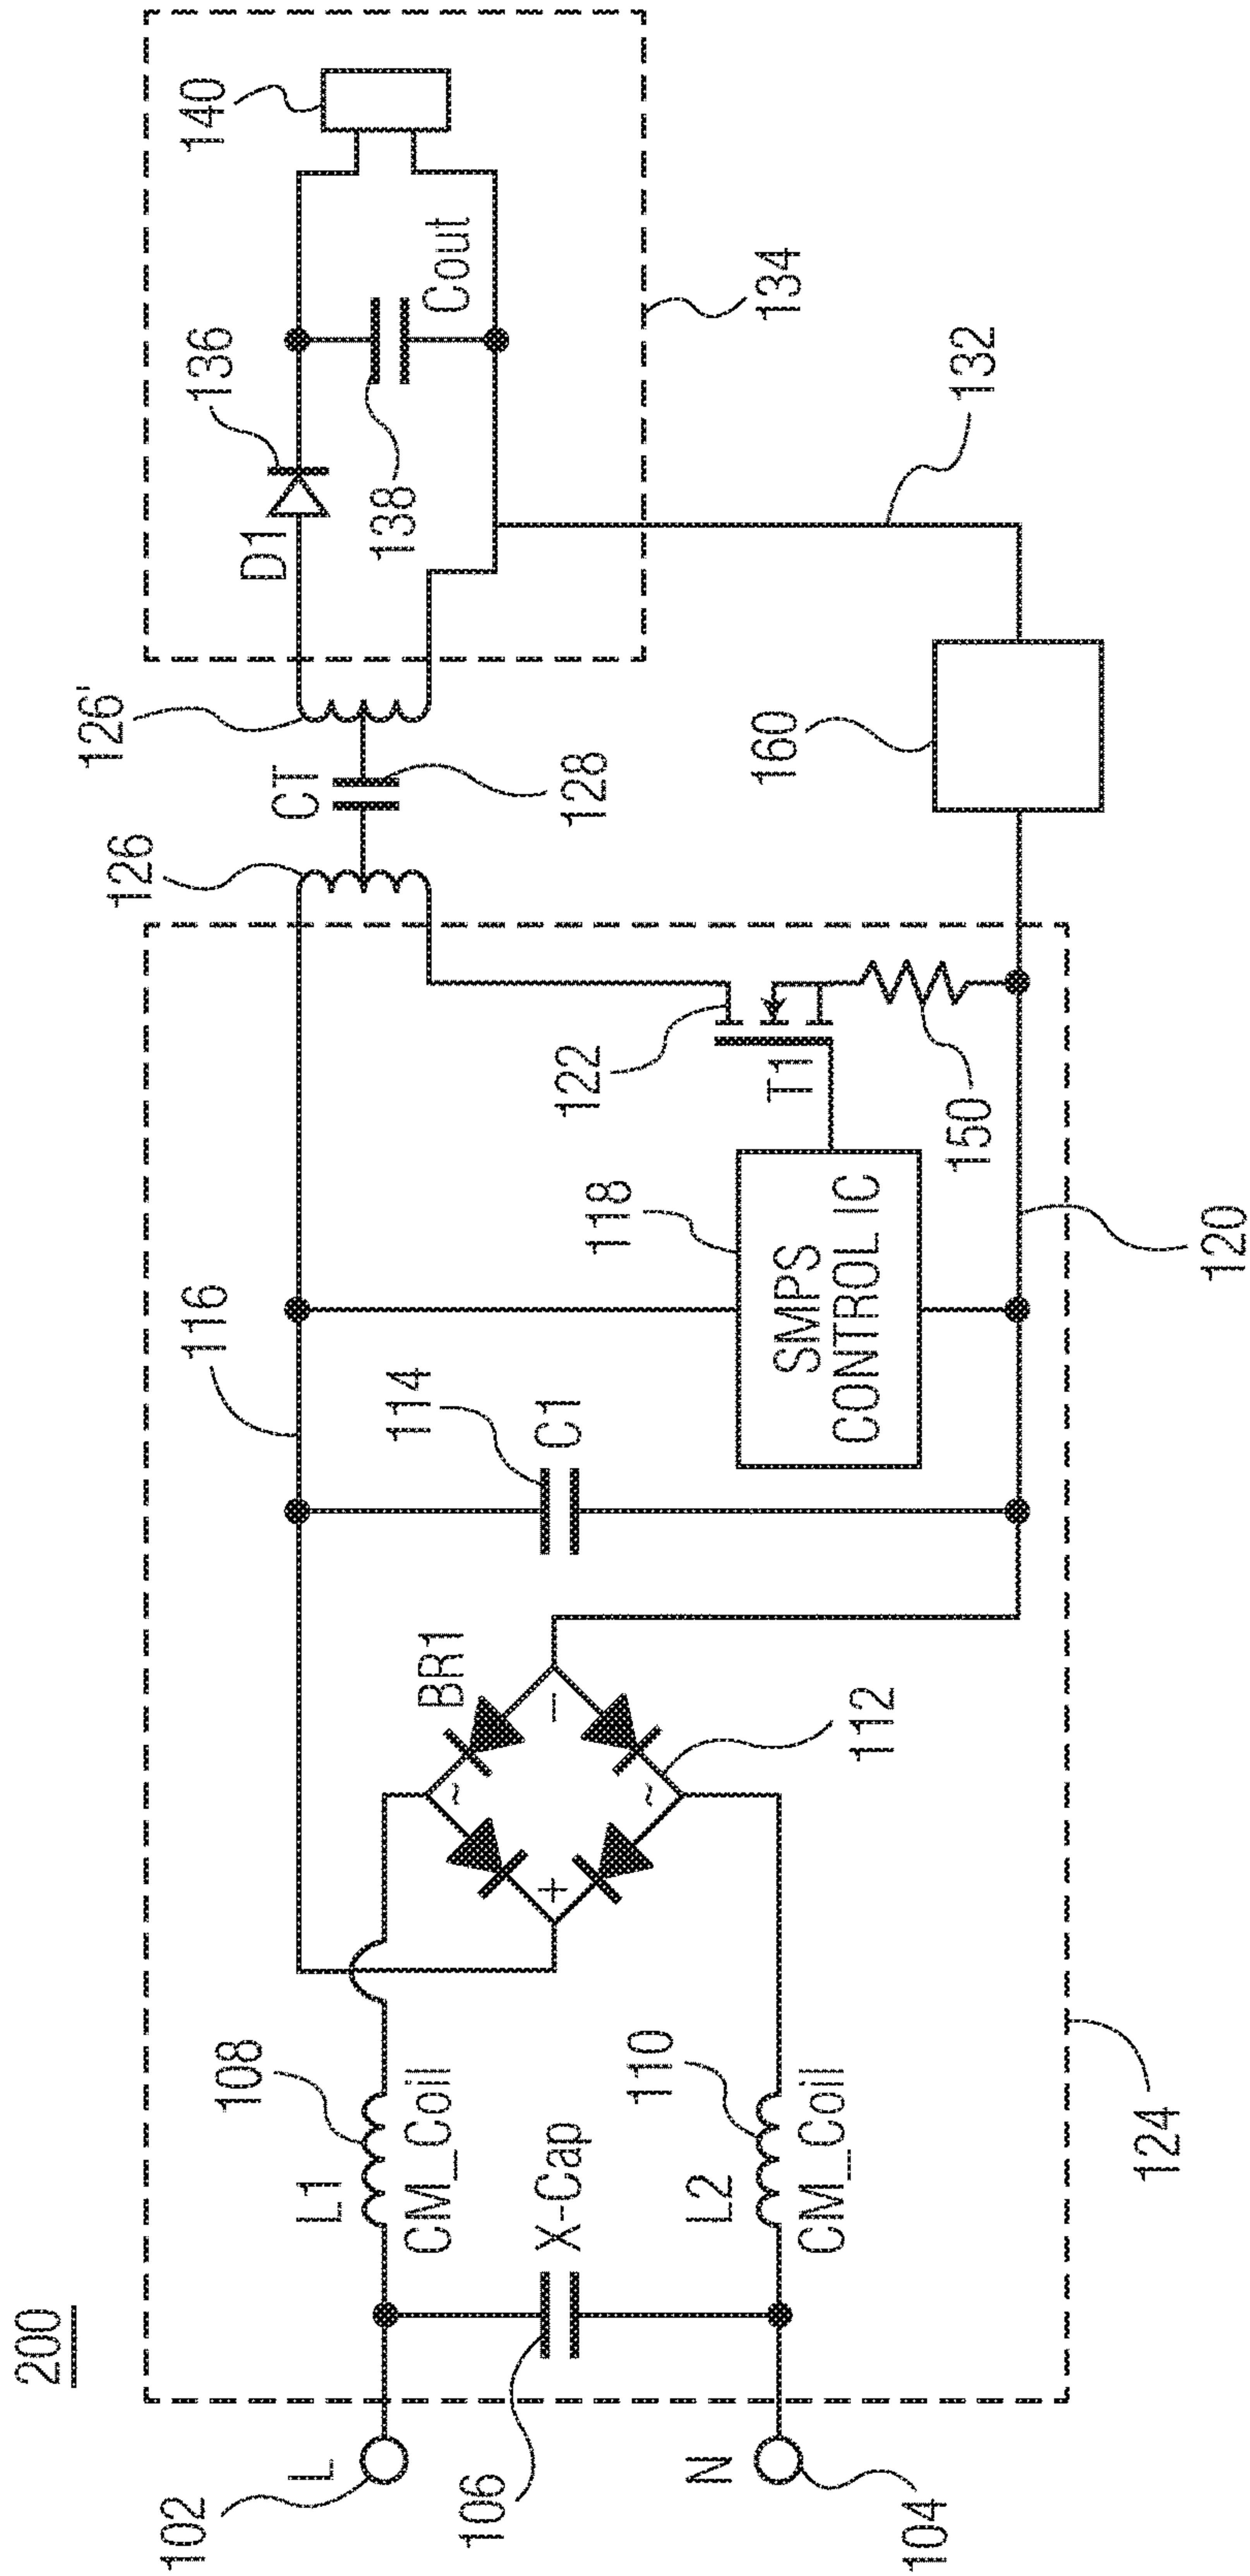 200
L
102
106
X-Cap
N
104
L1
108
CM_Coil
L2
110
CM_Coil
124
BR1
~
~
+
−
112
116
114
C1
118
SMPS
CONTROL IC
120
122
T1
150
126
CT
128
126'
160
132
D1
136
138
Cout
134
140